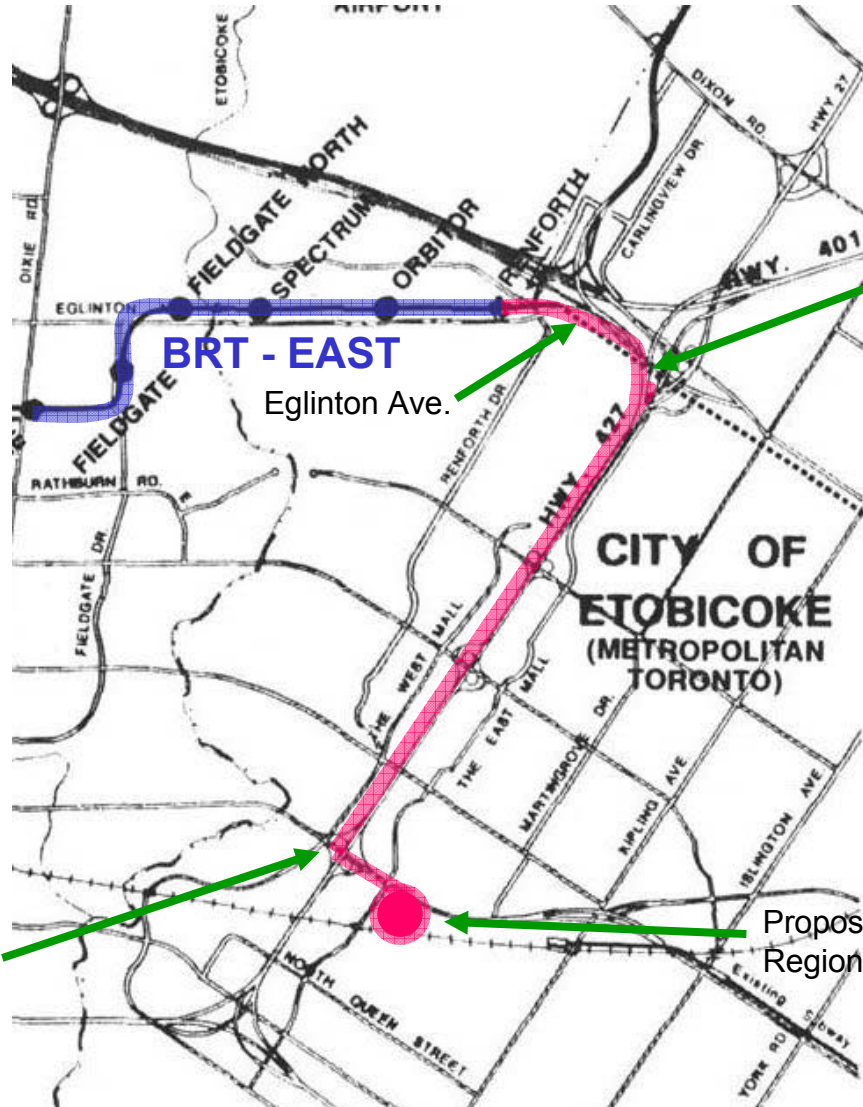 AIRPORT
ETOBICOKE
DIXON RD.
HWY 27
CARLINGVIEW DR
DIXIE RD.
FIELDGATE NORTH
SPECTRUM
ORBITOR
RENFORTH
HWY. 401
EGLINTON
BRT - EAST
Eglinton Ave.
FIELDGATE
RENFORTH DR.
HWY 427
RATHBURN RD. E
CITY OF
ETOBICOKE
(METROPOLITAN
TORONTO)
FIELDGATE DR
THE WEST MALL
THE EAST MALL
MARTINGROVE DR.
KIPLING AVE
ISLINGTON AVE
Propos
Region
NORTH QUEEN STREET
Existing Subway
YORK RD